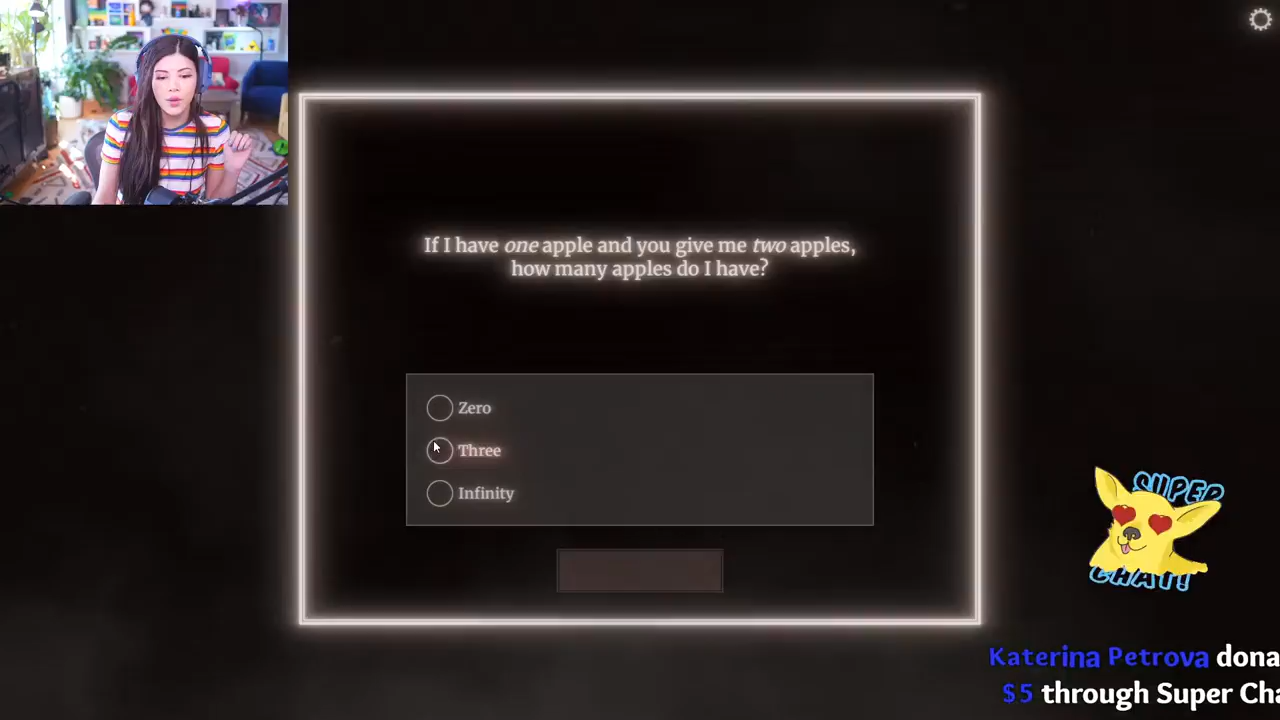 If I have one apple and you give me two apples,
how many apples do I have?
Zero
Three
Infinity
SUPER
CHAT!
Katerina Petrova dona
$5 through Super Cha